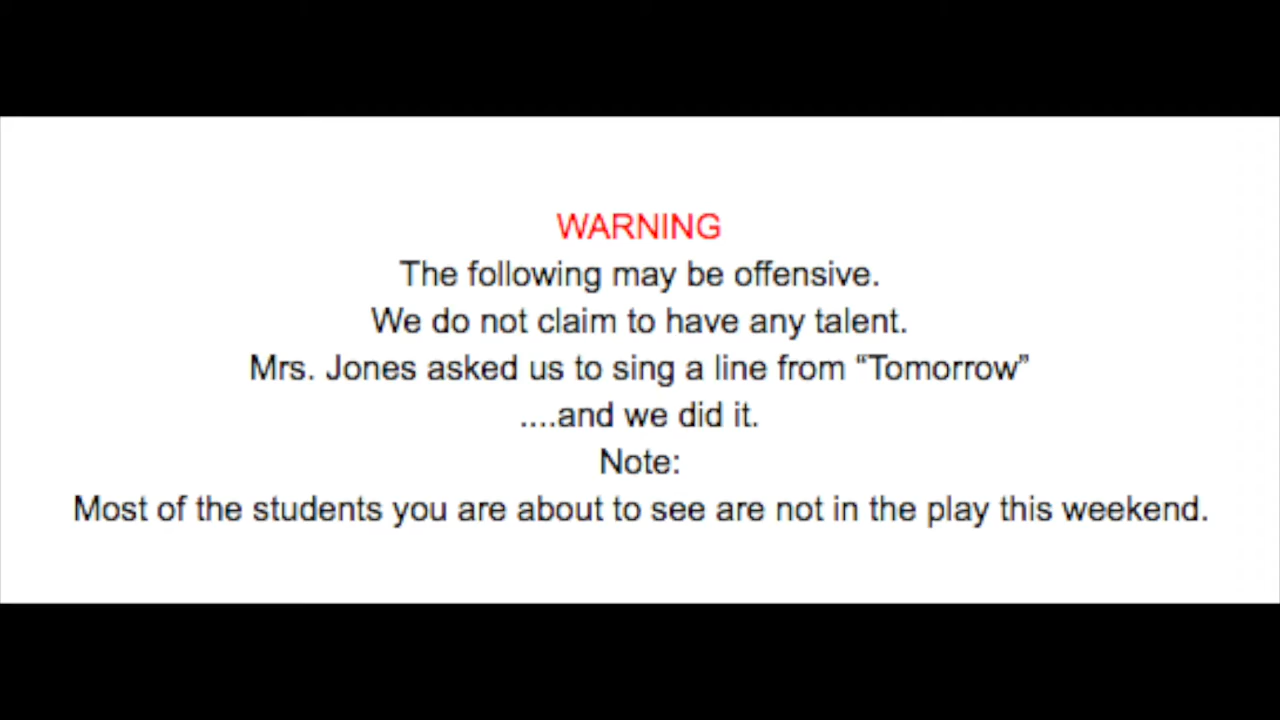 WARNING
The following may be offensive.
We do not claim to have any talent.
Mrs. Jones asked us to sing a line from “Tomorrow”
....and we did it.
Note:
Most of the students you are about to see are not in the play this weekend.